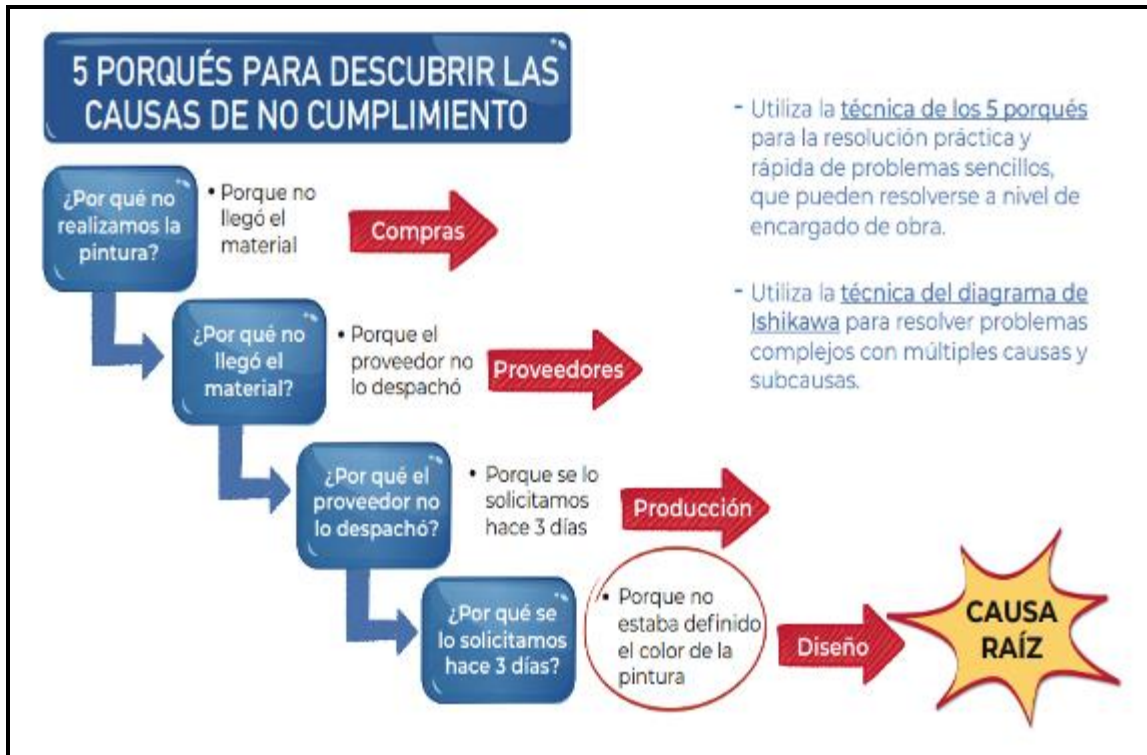 5 PORQUÉS PARA DESCUBRIR LAS
CAUSAS DE NO CUMPLIMIENTO
¿Por qué no
realizamos la
pintura?
• Porque no
llegó el
material
Compras
- Utiliza la técnica de los 5 porqués
para la resolución práctica y
rápida de problemas sencillos,
que pueden resolverse a nivel de
encargado de obra.
- Utiliza la técnica del diagrama de
Ishikawa para resolver problemas
complejos con múltiples causas y
subcausas.
¿Por qué no
llegó el
material?
• Porque el
proveedor no
lo despachó
Proveedores
¿Por qué el
proveedor no
lo despachó?
• Porque se lo
solicitamos
hace 3 días
Producción
¿Por qué se
lo solicitamos
hace 3 días?
• Porque no
estaba definido
el color de la
pintura
Diseño
CAUSA
RAÍZ